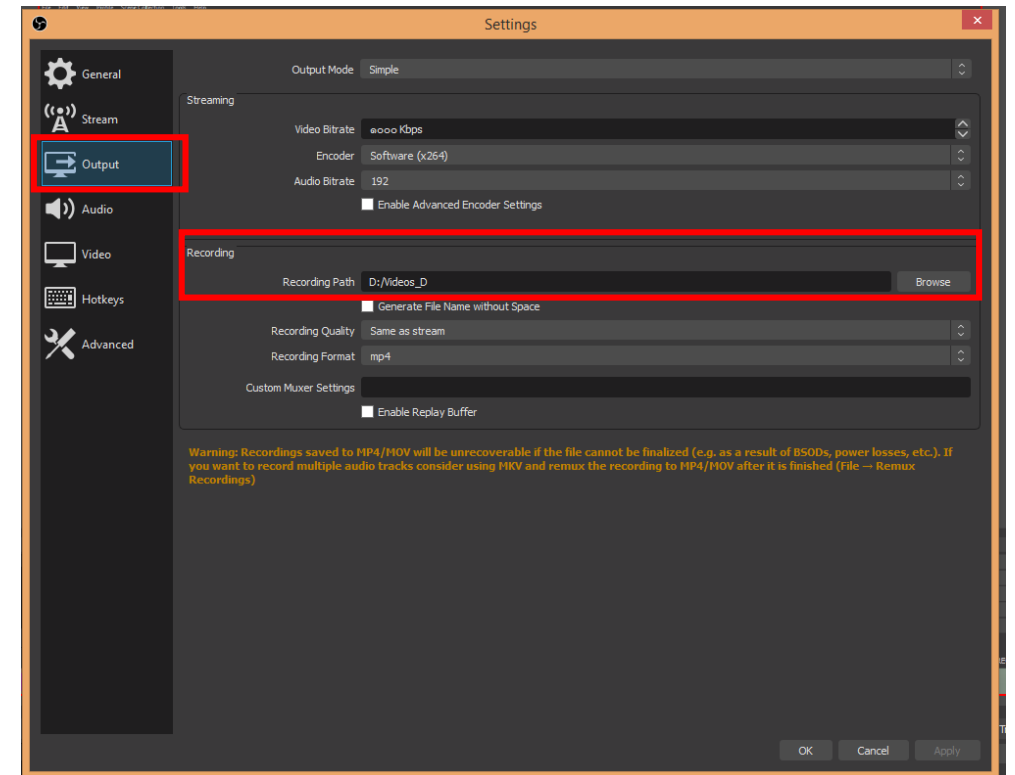 Settings
General
Stream
Output
Audio
Video
Hotkeys
Advanced
Output Mode Simple
Streaming
Video Bitrate ๑๐๐๐ Kbps
Encoder Software (x264)
Audio Bitrate 192
Enable Advanced Encoder Settings
Recording
Recording Path D:/Videos_D Browse
Generate File Name without Space
Recording Quality Same as stream
Recording Format mp4
Custom Muxer Settings
Enable Replay Buffer
Warning: Recordings saved to MP4/MOV will be unrecoverable if the file cannot be finalized (e.g. as a result of BSODs, power losses, etc.). If
you want to record multiple audio tracks consider using MKV and remux the recording to MP4/MOV after it is finished (File → Remux
Recordings)
OK Cancel Apply